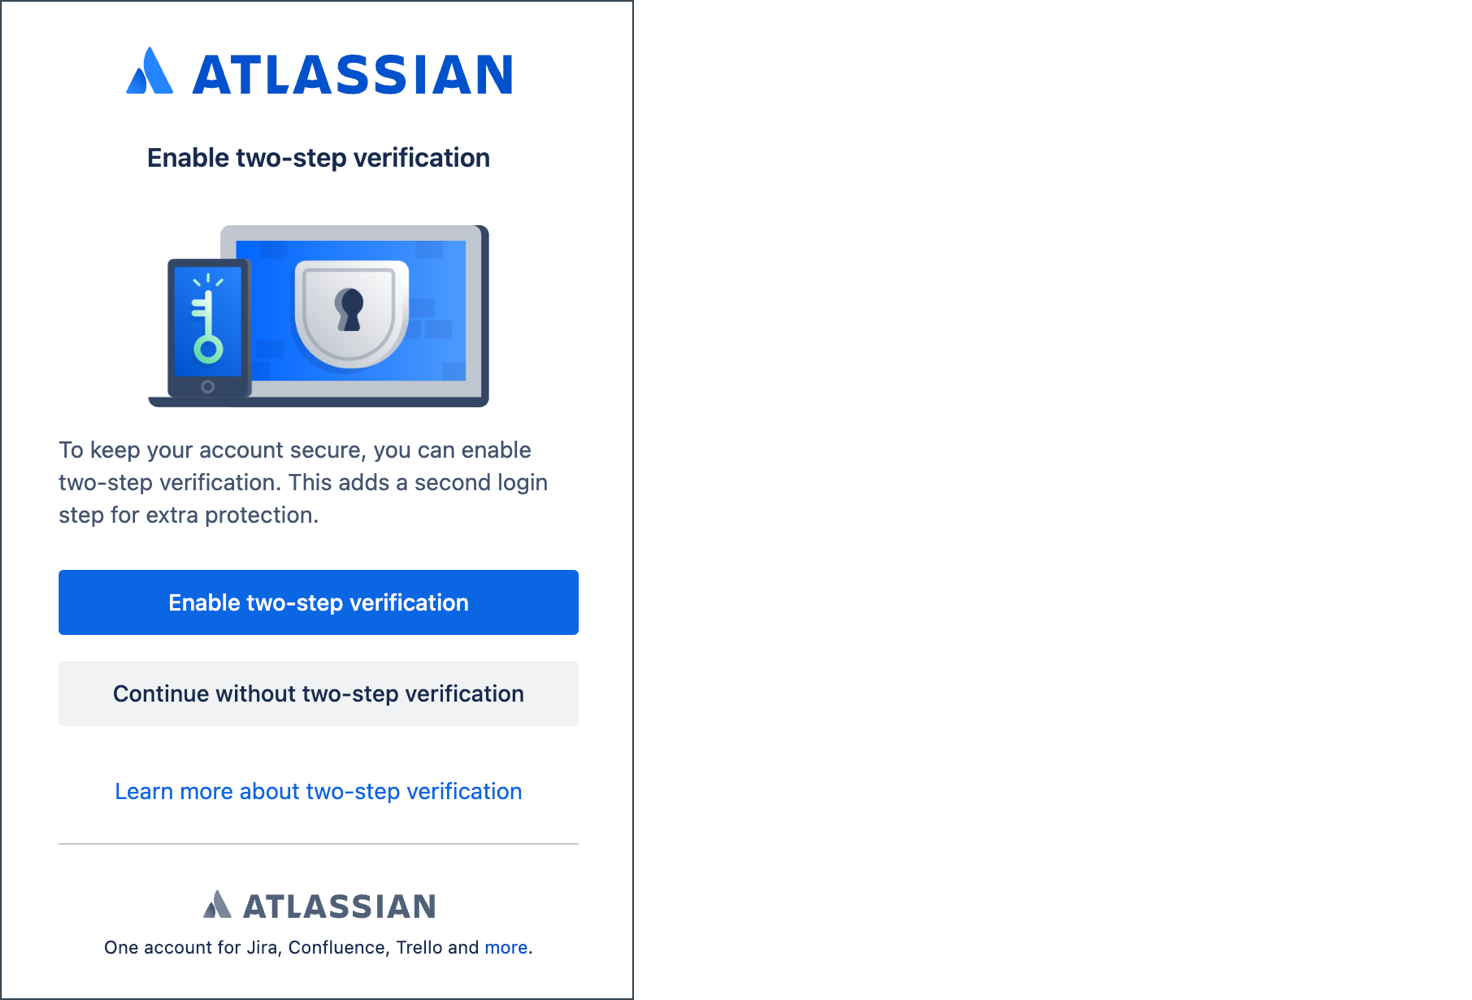 ATLASSIAN
Enable two-step verification
To keep your account secure, you can enable
two-step verification. This adds a second login
step for extra protection.
Enable two-step verification
Continue without two-step verification
Learn more about two-step verification
ATLASSIAN
One account for Jira, Confluence, Trello and more.